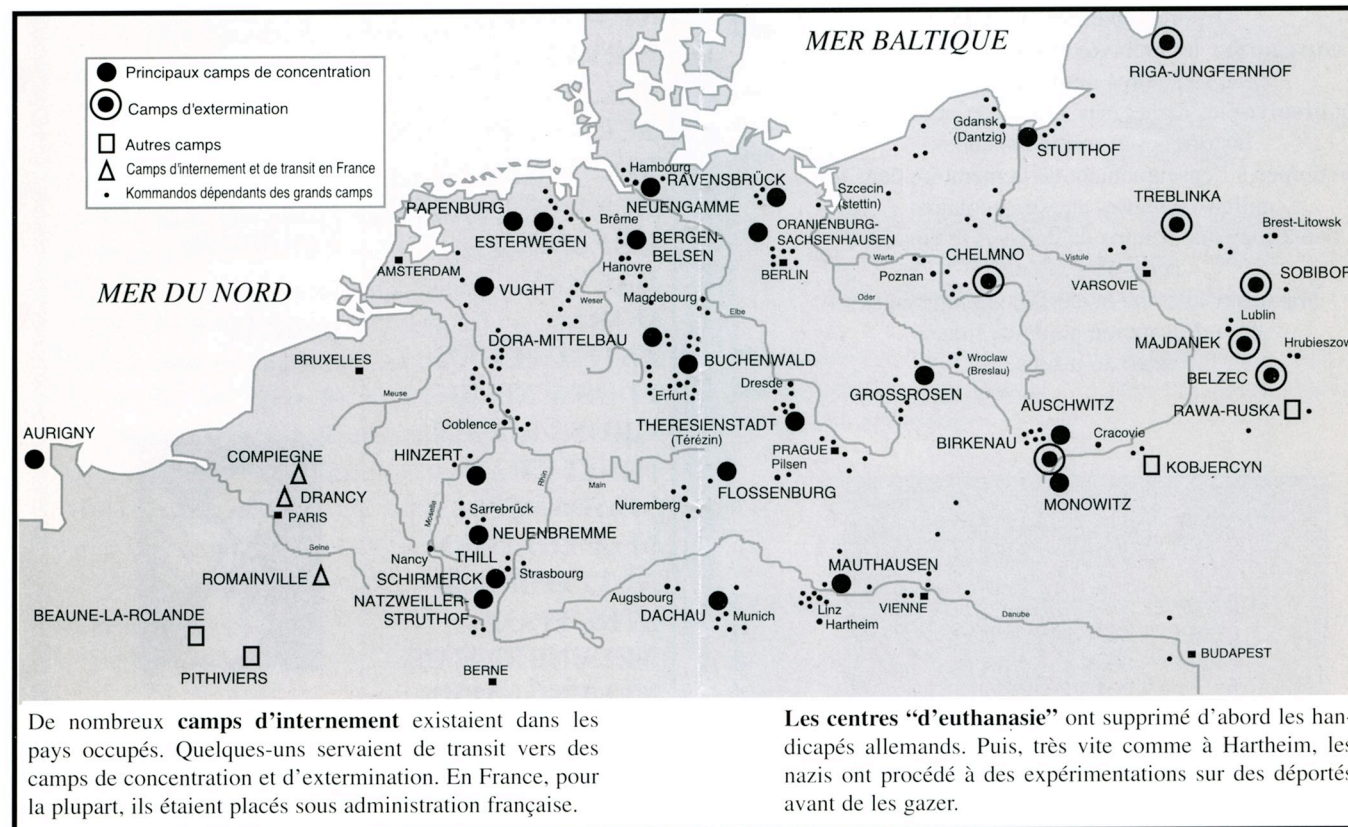 MER BALTIQUE
RIGA-JUNGFERNHOF
Principaux camps de concentration
Camps d'extermination
Autres camps
Camps d'internement et de transit en France
Kommandos dépendants des grands camps
Gdansk
(Dantzig)
STUTTHOF
Hambourg
RAVENSBRÜCK
NEUENGAMME
Szczecin
(stettin)
TREBLINKA
PAPENBURG
ESTERWEGEN
Brême
BERGEN-
BELSEN
Hanovre
ORANIENBURG-
SACHSENHAUSEN
BERLIN
Brest-Litowsk
AMSTERDAM
Warta
Poznan
CHELMNO
Vistule
VARSOVIE
SOBIBOR
MER DU NORD
VUGHT
Weser
Magdebourg
Elbe
Oder
Lublin
DORA-MITTELBAU
MAJDANEK
Hrubieszow
BRUXELLES
BUCHENWALD
Wroclaw
(Breslau)
BELZEC
Meuse
Erfurt
Dresde
GROSSROSEN
RAWA-RUSKA
AURIGNY
Coblence
THERESIENSTADT
(Térézin)
AUSCHWITZ
BIRKENAU
Cracovie
COMPIEGNE
HINZERT
PRAGUE
Pilsen
KOBJERCYN
DRANCY
PARIS
Moselle
Rhin
Main
FLOSSENBURG
MONOWITZ
Sarrebrück
Nuremberg
Seine
NEUENBREMME
Nancy
THILL
ROMAINVILLE
SCHIRMERCK
Strasbourg
MAUTHAUSEN
NATZWEILLER-
STRUTHOF
Augsbourg
DACHAU
Munich
Linz
Hartheim
VIENNE
Danube
BEAUNE-LA-ROLANDE
PITHIVIERS
BERNE
BUDAPEST
De nombreux camps d'internement existaient dans les
pays occupés. Quelques-uns servaient de transit vers des
camps de concentration et d'extermination. En France, pour
la plupart, ils étaient placés sous administration française.
Les centres “d'euthanasie” ont supprimé d'abord les han-
dicapés allemands. Puis, très vite comme à Hartheim, les
nazis ont procédé à des expérimentations sur des déportés
avant de les gazer.